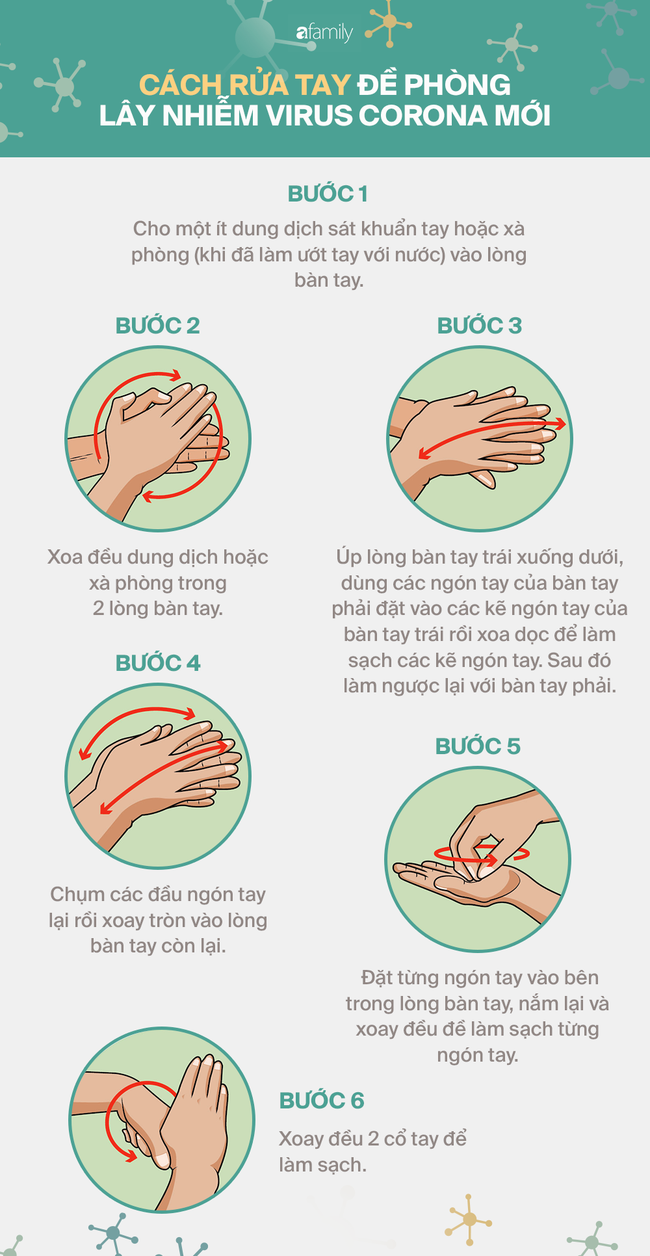 afamily
CÁCH RỬA TAY ĐỀ PHÒNG
LÂY NHIỄM VIRUS CORONA MỚI
BƯỚC 1
Cho một ít dung dịch sát khuẩn tay hoặc xà
phòng (khi đã làm ướt tay với nước) vào lòng
bàn tay.
BƯỚC 2
Xoa đều dung dịch hoặc
xà phòng trong
2 lòng bàn tay.
BƯỚC 3
Úp lòng bàn tay trái xuống dưới,
dùng các ngón tay của bàn tay
phải đặt vào các kẽ ngón tay của
bàn tay trái rồi xoa dọc để làm
sạch các kẽ ngón tay. Sau đó
làm ngược lại với bàn tay phải.
BƯỚC 4
Chụm các đầu ngón tay
lại rồi xoay tròn vào lòng
bàn tay còn lại.
BƯỚC 5
Đặt từng ngón tay vào bên
trong lòng bàn tay, nắm lại và
xoay đều để làm sạch từng
ngón tay.
BƯỚC 6
Xoay đều 2 cổ tay để
làm sạch.